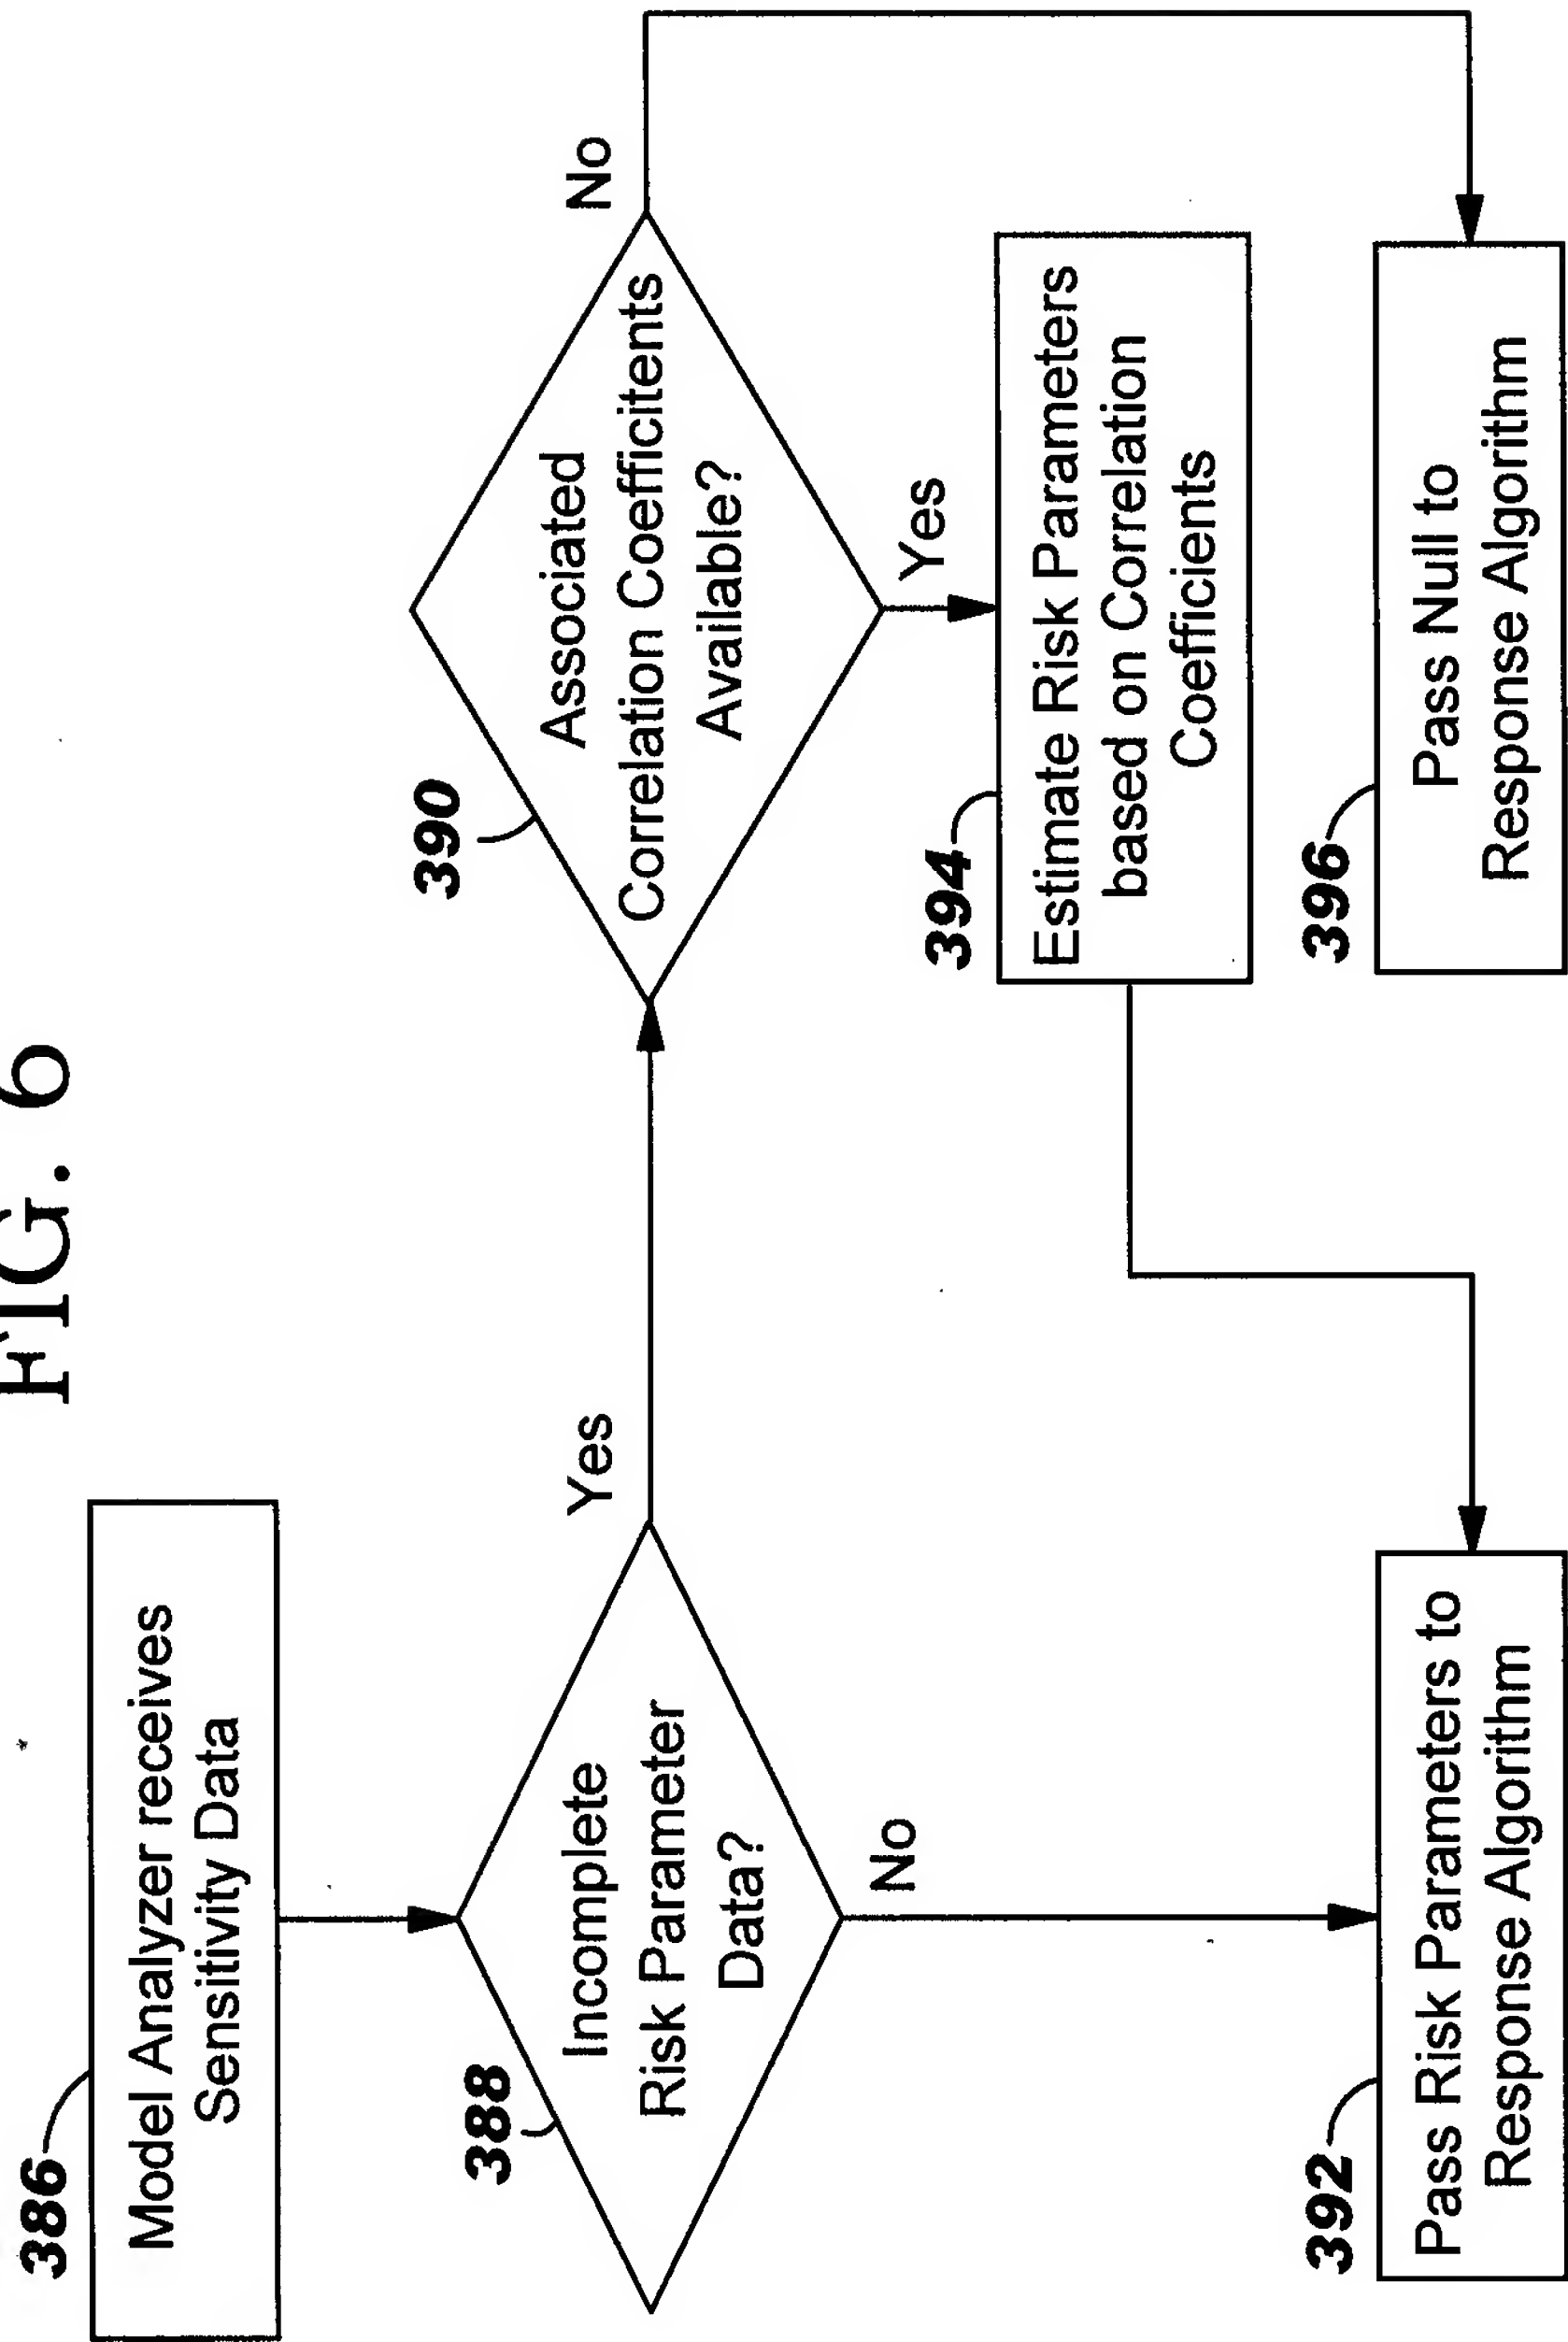 FIG. 6
386
Model Analyzer receives
Sensitivity Data
388
Incomplete
Risk Parameter
Data?
Yes
No
390
Associated
Correlation Coefficitents
Available?
No
Yes
394
Estimate Risk Parameters
based on Correlation
Coefficients
392
Pass Risk Parameters to
Response Algorithm
396
Pass Null to
Response Algorithm